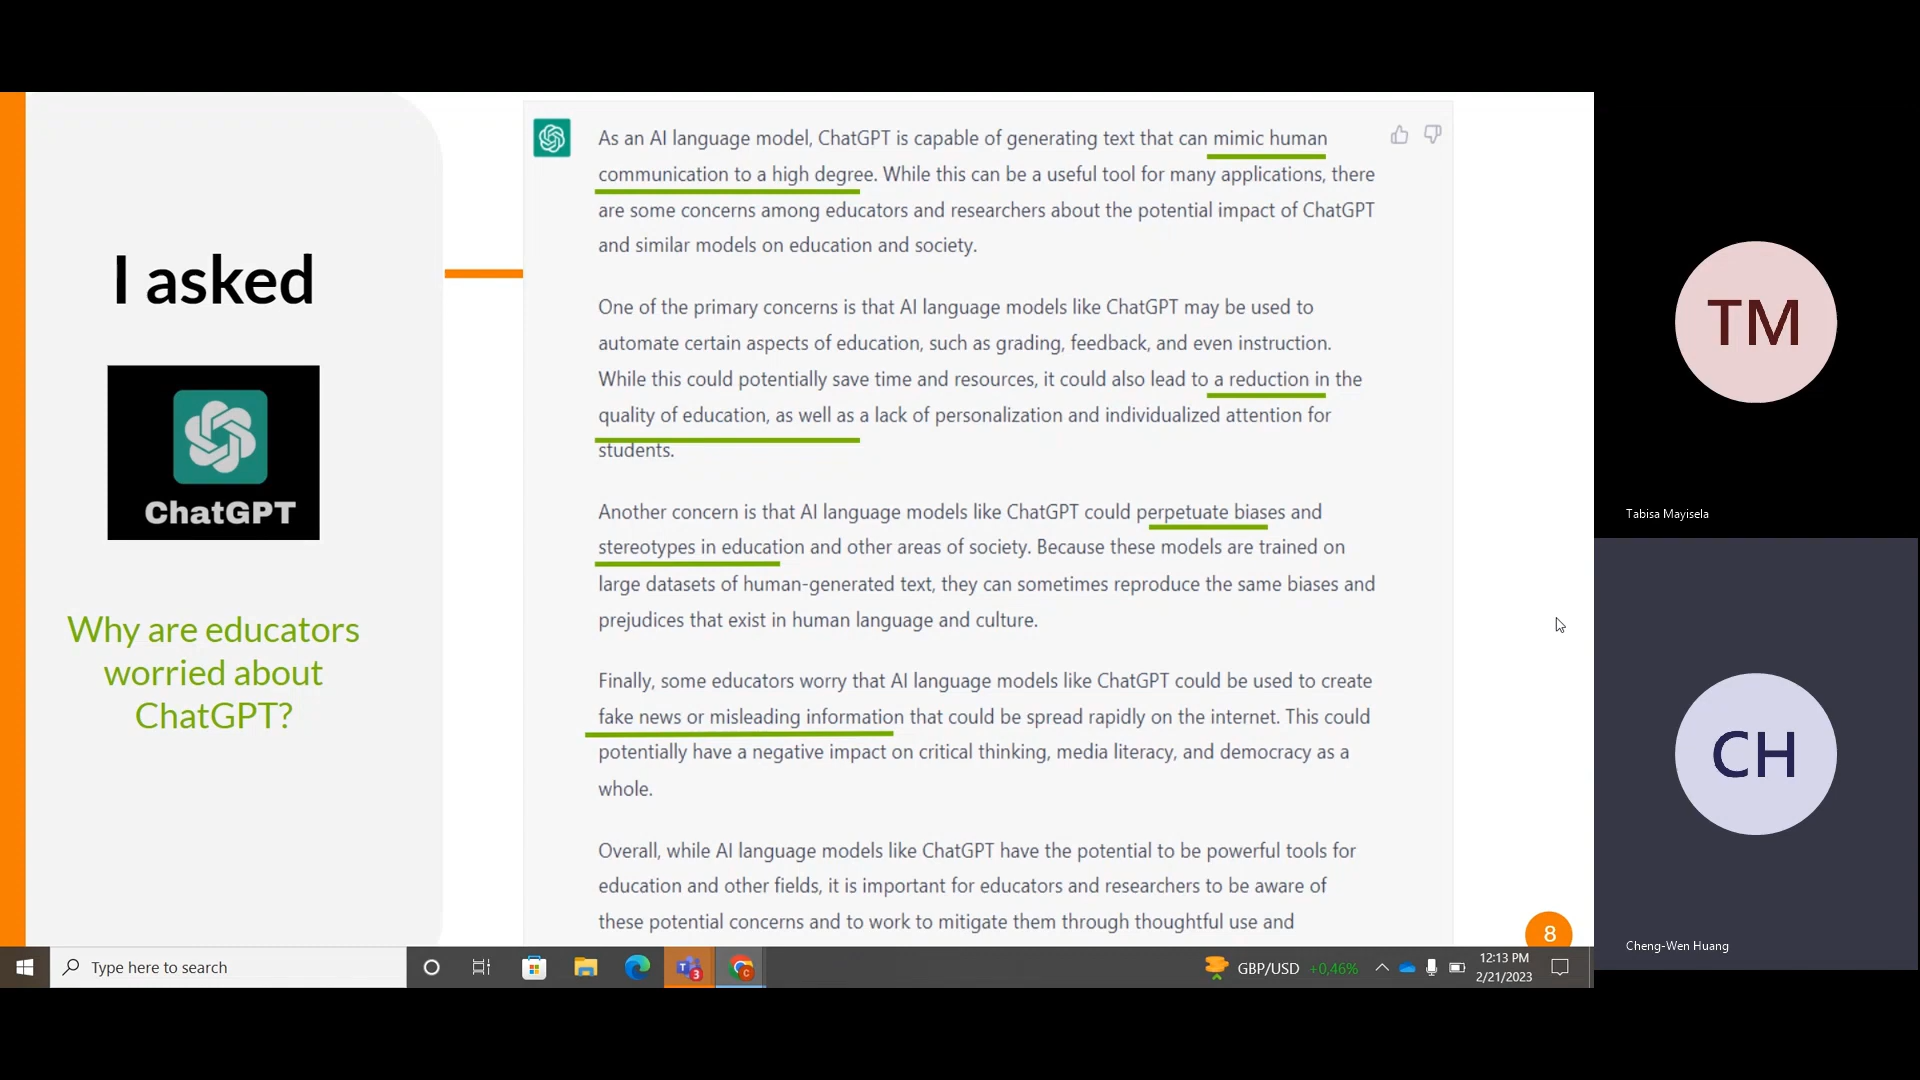 I asked
ChatGPT
Why are educators
worried about
ChatGPT?
As an AI language model, ChatGPT is capable of generating text that can mimic human
communication to a high degree. While this can be a useful tool for many applications, there
are some concerns among educators and researchers about the potential impact of ChatGPT
and similar models on education and society.
One of the primary concerns is that AI language models like ChatGPT may be used to
automate certain aspects of education, such as grading, feedback, and even instruction.
While this could potentially save time and resources, it could also lead to a reduction in the
quality of education, as well as a lack of personalization and individualized attention for
students.
Another concern is that AI language models like ChatGPT could perpetuate biases and
stereotypes in education and other areas of society. Because these models are trained on
large datasets of human-generated text, they can sometimes reproduce the same biases and
prejudices that exist in human language and culture.
Finally, some educators worry that AI language models like ChatGPT could be used to create
fake news or misleading information that could be spread rapidly on the internet. This could
potentially have a negative impact on critical thinking, media literacy, and democracy as a
whole.
Overall, while AI language models like ChatGPT have the potential to be powerful tools for
education and other fields, it is important for educators and researchers to be aware of
these potential concerns and to work to mitigate them through thoughtful use and
8
TM
Tabisa Mayisela
CH
Cheng-Wen Huang
Type here to search
3
C
GBP/USD +0,46%
12:13 PM
2/21/2023